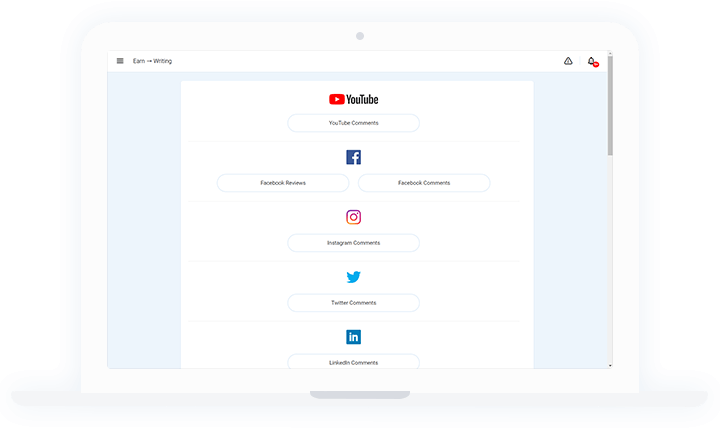 Earn → Writing
YouTube
YouTube Comments
Facebook Reviews
Facebook Comments
Instagram Comments
Twitter Comments
in
LinkedIn Comments